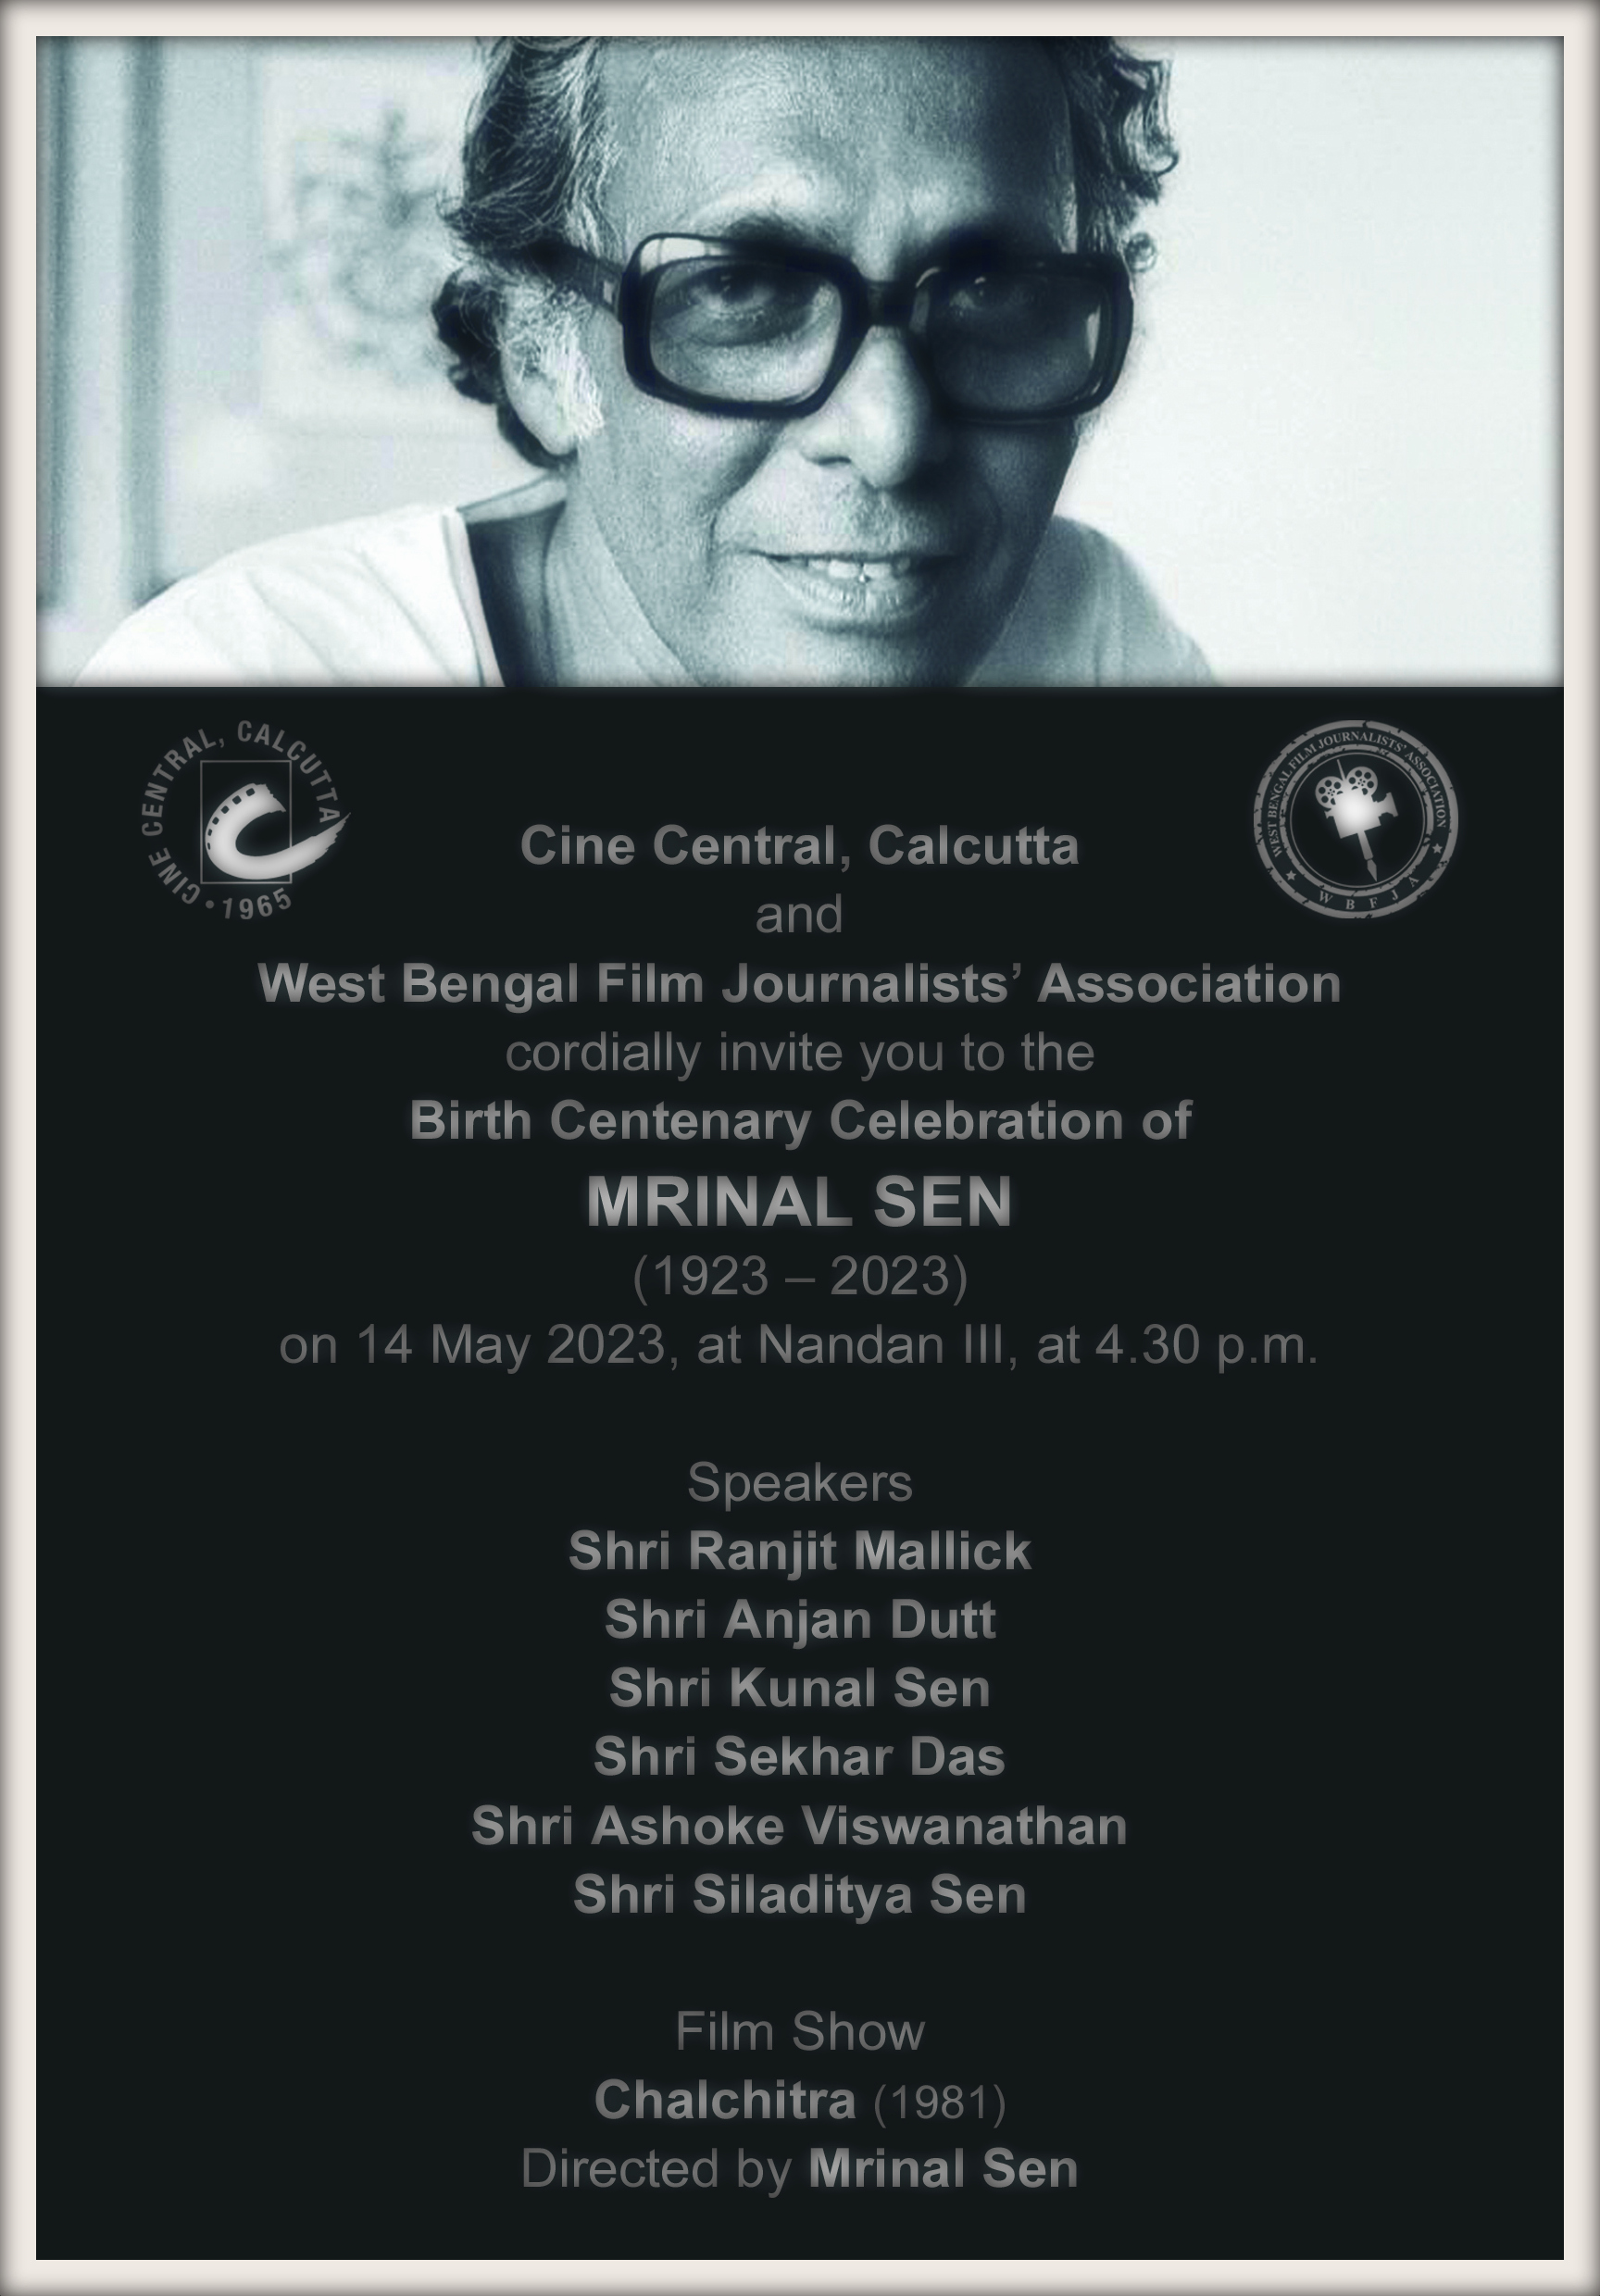 CINE CENTRAL, CALCUTTA
• 1965
WEST BENGAL FILM JOURNALISTS' ASSOCIATION
★ W B F J A ★
Cine Central, Calcutta
and
West Bengal Film Journalists’ Association
cordially invite you to the
Birth Centenary Celebration of
MRINAL SEN
(1923 – 2023)
on 14 May 2023, at Nandan III, at 4.30 p.m.
Speakers
Shri Ranjit Mallick
Shri Anjan Dutt
Shri Kunal Sen
Shri Sekhar Das
Shri Ashoke Viswanathan
Shri Siladitya Sen
Film Show
Chalchitra (1981)
Directed by Mrinal Sen